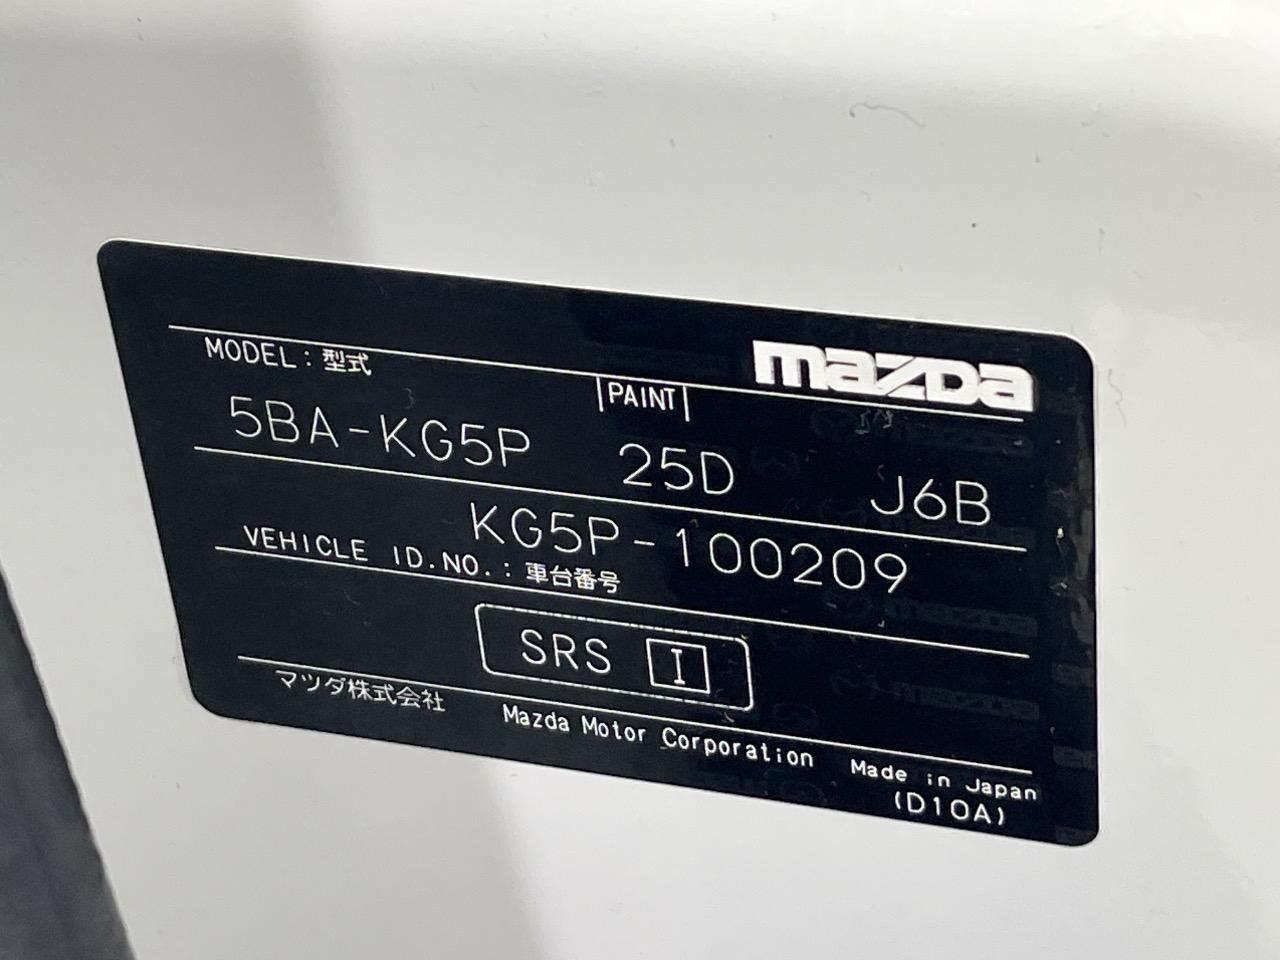 mazda
MODEL : 型式
PAINT
5BA-KG5P 25D J6B
KG5P-100209
VEHICLE ID.NO. : 車台番号
SRS I
マツダ株式会社 Mazda Motor Corporation Made in Japan
(D10A)